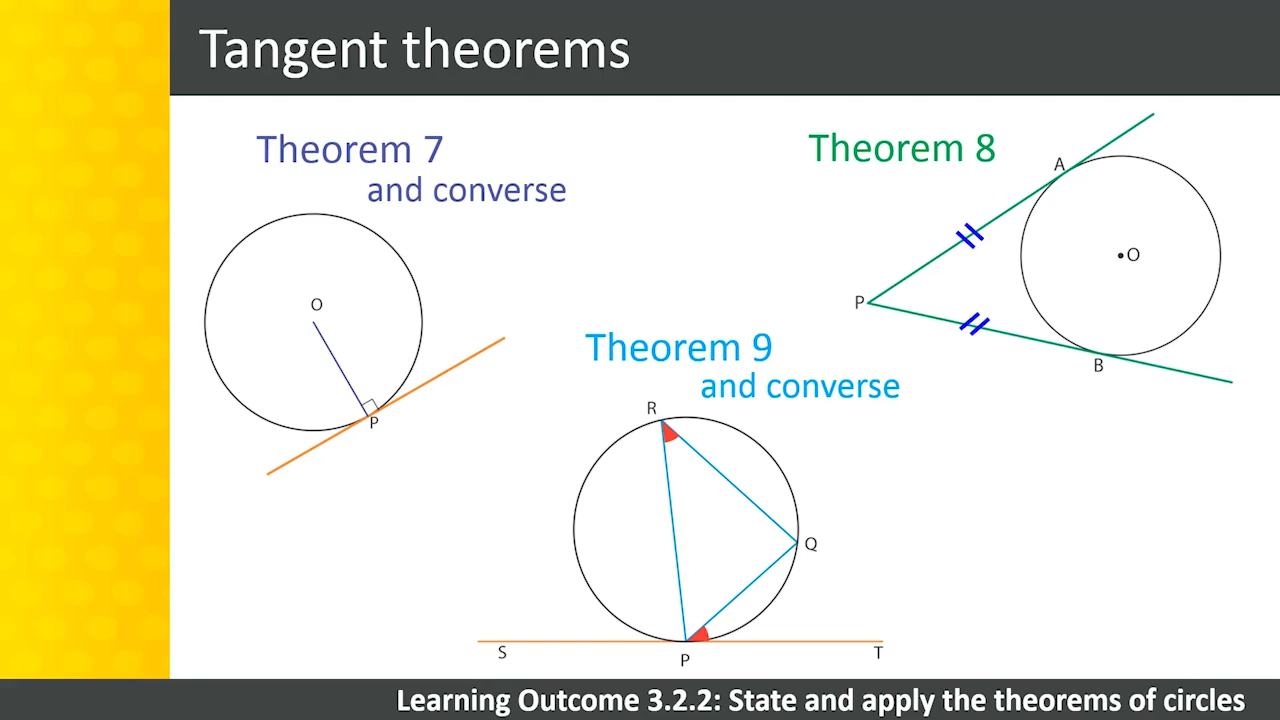 Tangent theorems
Theorem 7
and converse
O
P
Theorem 8
A
O
P
B
Theorem 9
and converse
R
Q
S
P
T
Learning Outcome 3.2.2: State and apply the theorems of circles